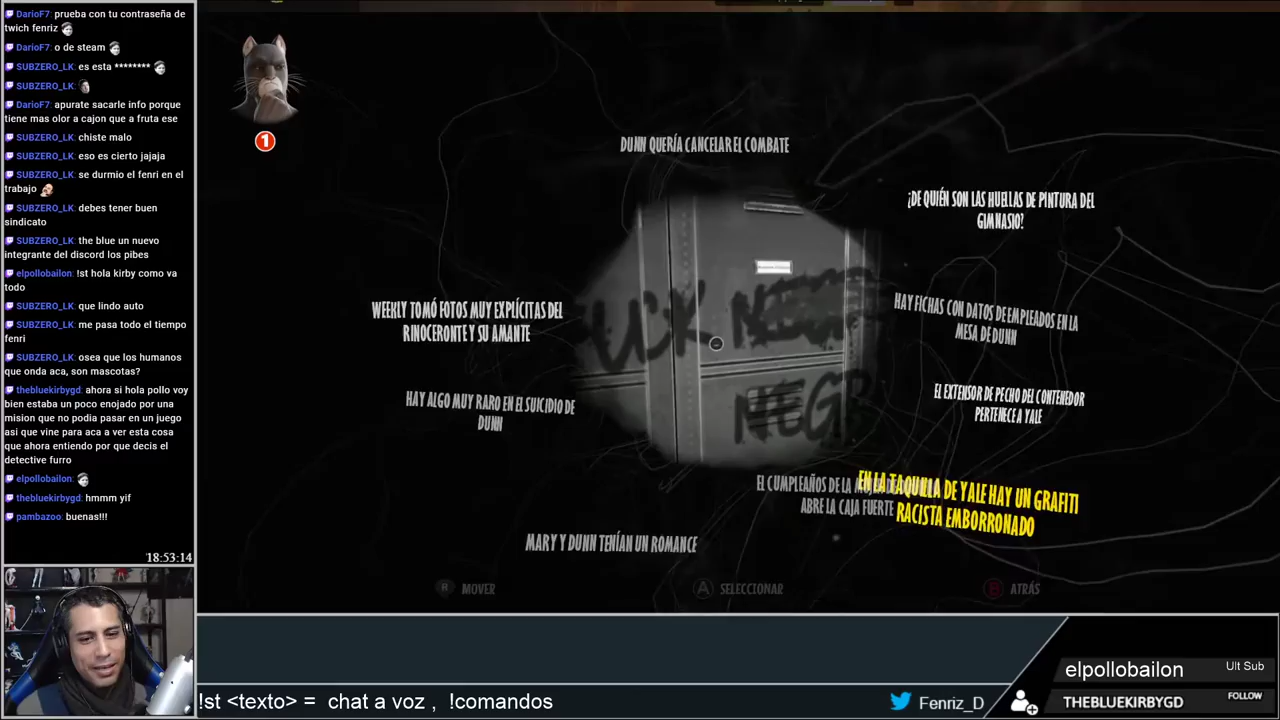 DarioF7: prueba con tu contraseña de
twich fenriz
DarioF7: o de steam
SUBZERO_LK: es esta ********
SUBZERO_LK:
DarioF7: apurate sacarle info porque
tiene mas olor a cajon que a fruta ese
SUBZERO_LK: chiste malo
SUBZERO_LK: eso es cierto jajaja
SUBZERO_LK: se durmio el fenri en el
trabajo
SUBZERO_LK: debes tener buen
sindicato
SUBZERO_LK: the blue un nuevo
integrante del discord los pibes
elpollobailon: !st hola kirby como va
todo
SUBZERO_LK: que lindo auto
SUBZERO_LK: me pasa todo el tiempo
fenri
SUBZERO_LK: osea que los humanos
que onda aca, son mascotas?
thebluekirbygd: ahora si hola pollo voy
bien estaba un poco enojado por una
mision que no podia pasar en un juego
asi que vine para aca a ver esta cosa
que ahora entiendo por que decis el
detective furro
elpollobailon:
thebluekirbygd: hmmm yif
pambazoo: buenas!!!
18:53:14
1
DUNN QUERÍA CANCELAR EL COMBATE
¿DE QUIÉN SON LAS HUELLAS DE PINTURA DEL
GIMNASIO?
WEEKLY TOMÓ FOTOS MUY EXPLÍCITAS DEL
RINOCERONTE Y SU AMANTE
HAY FICHAS CON DATOS DE EMPLEADOS EN LA
MESA DE DUNN
HAY ALGO MUY RARO EN EL SUICIDIO DE
DUNN
EL EXTENSOR DE PECHO DEL CONTENEDOR
PERTENECE A YALE
EL CUMPLEAÑOS DE LA
ABRE LA CAJA FUERTE
EN LA TAQUILLA DE YALE HAY UN GRAFITI
RACISTA EMBORRONADO
MARY Y DUNN TENÍAN UN ROMANCE
R MOVER
A SELECCIONAR
B ATRÁS
!st <texto> = chat a voz , !comandos
Fenriz_D
elpollobailon Ult Sub
THEBLUEKIRBYGD FOLLOW